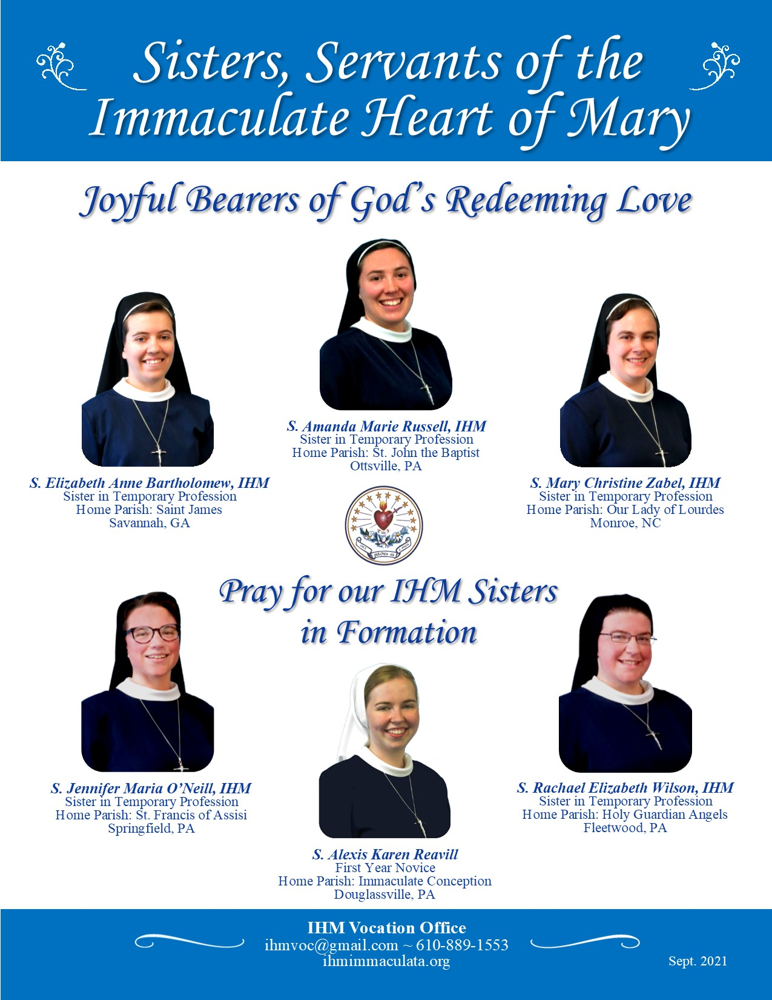 Sisters, Servants of the
Immaculate Heart of Mary
Joyful Bearers of God's Redeeming Love
S. Amanda Marie Russell, IHM
Sister in Temporary Profession
Home Parish: St. John the Baptist
Ottsville, PA
S. Elizabeth Anne Bartholomew, IHM
Sister in Temporary Profession
Home Parish: Saint James
Savannah, GA
S. Mary Christine Zabel, IHM
Sister in Temporary Profession
Home Parish: Our Lady of Lourdes
Monroe, NC
pulchra es
Pray for our IHM Sisters
in Formation
S. Jennifer Maria O'Neill, IHM
Sister in Temporary Profession
Home Parish: St. Francis of Assisi
Springfield, PA
S. Rachael Elizabeth Wilson, IHM
Sister in Temporary Profession
Home Parish: Holy Guardian Angels
Fleetwood, PA
S. Alexis Karen Reavill
First Year Novice
Home Parish: Immaculate Conception
Douglassville, PA
IHM Vocation Office
ihmvoc@gmail.com ~ 610-889-1553
ihmimmaculata.org
Sept. 2021